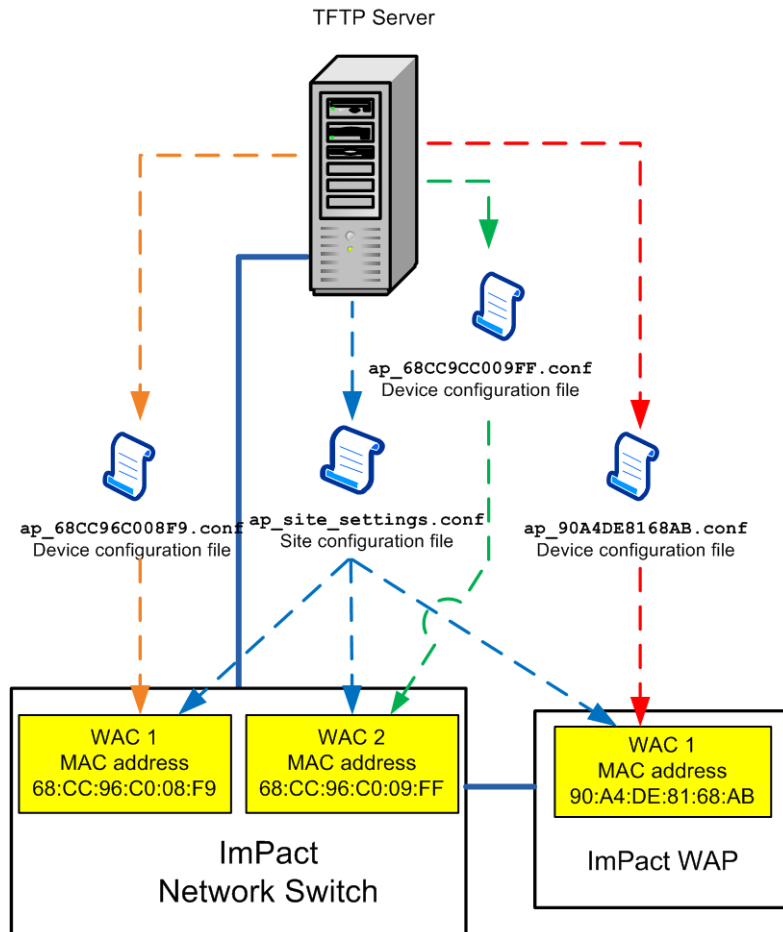 TFTP Server
ap_68CC9CC009FF.conf
Device configuration file
ap_68CC96C008F9.conf
Device configuration file
ap_site_settings.conf
Site configuration file
ap_90A4DE8168AB.conf
Device configuration file
WAC 1
MAC address
68:CC:96:C0:08:F9
WAC 2
MAC address
68:CC:96:C0:09:FF
WAC 1
MAC address
90:A4:DE:81:68:AB
ImPact
Network Switch
ImPact WAP